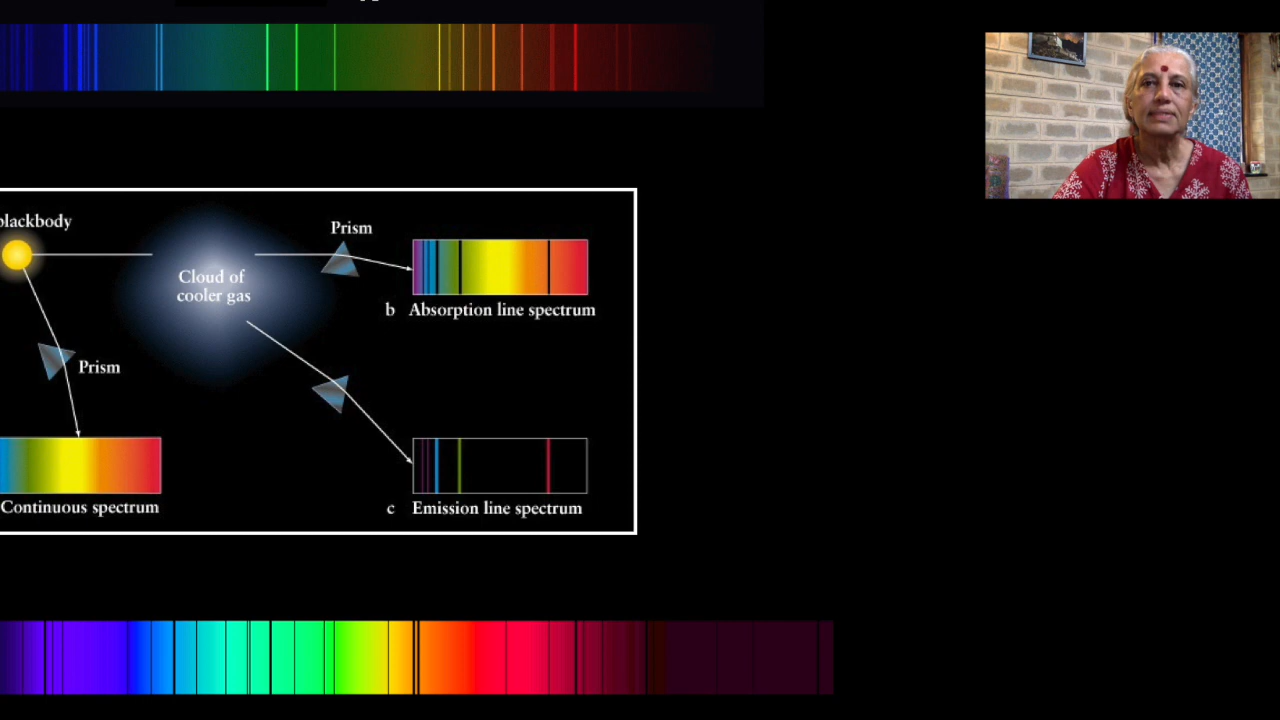 blackbody
Prism
Cloud of
cooler gas
b Absorption line spectrum
Prism
Continuous spectrum
c Emission line spectrum